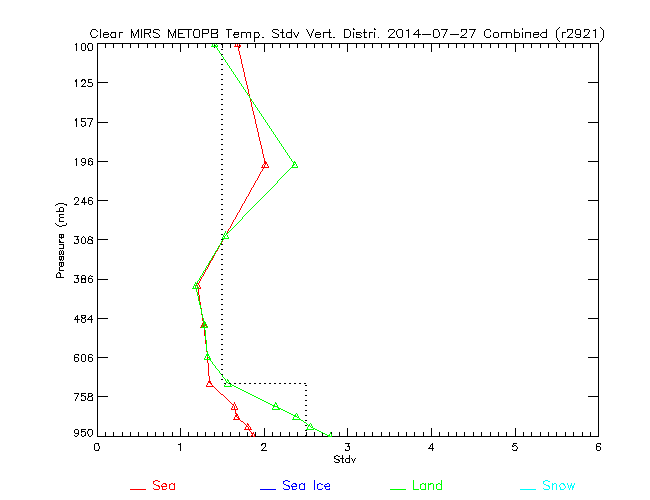 Clear MIRS METOPB Temp. Stdv Vert. Distri. 2014-07-27 Combined (r2921)
100
125
157
196
246
308
386
484
606
758
950
Pressure (mb)
0 1 2 3 4 5 6
Stdv
Sea Sea Ice Land Snow